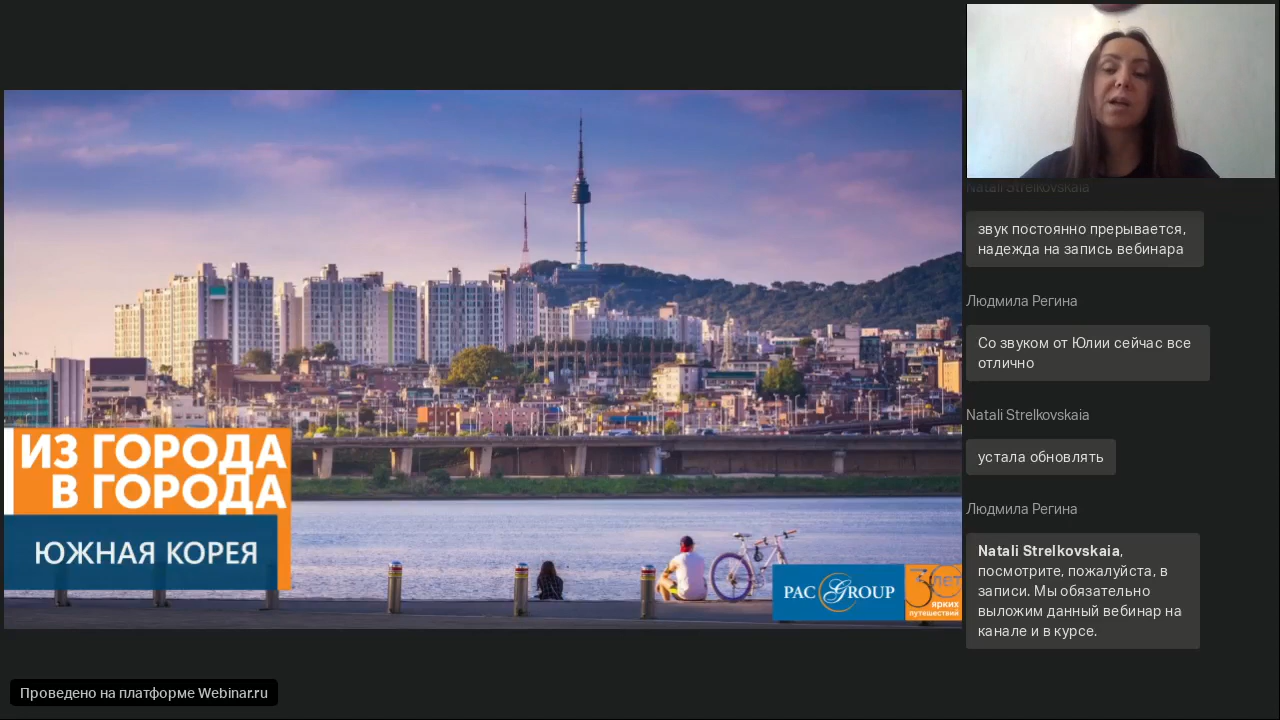 ИЗ ГОРОДА
В ГОРОДА
ЮЖНАЯ КОРЕЯ
PAC GROUP
30 ЛЕТ
ярких
путешествий
Проведено на платформе Webinar.ru
Natali Strelkovskaia
звук постоянно прерывается,
надежда на запись вебинара
Людмила Регина
Со звуком от Юлии сейчас все
отлично
Natali Strelkovskaia
устала обновлять
Людмила Регина
Natali Strelkovskaia,
посмотрите, пожалуйста, в
записи. Мы обязательно
выложим данный вебинар на
канале и в курсе.